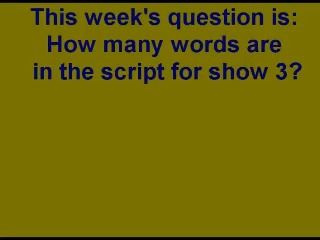 This week's question is:
How many words are
in the script for show 3?